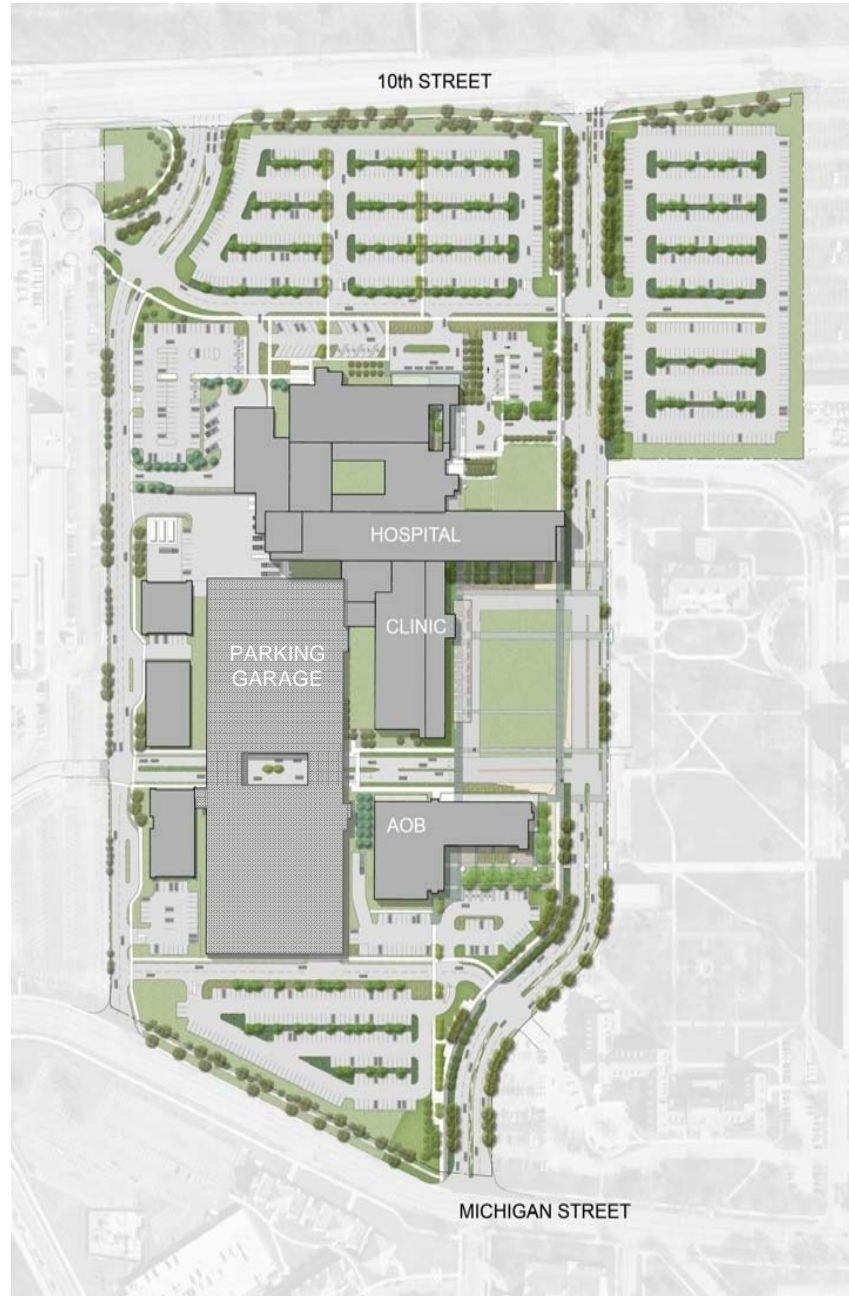 10th STREET
HOSPITAL
CLINIC
PARKING
GARAGE
AOB
MICHIGAN STREET